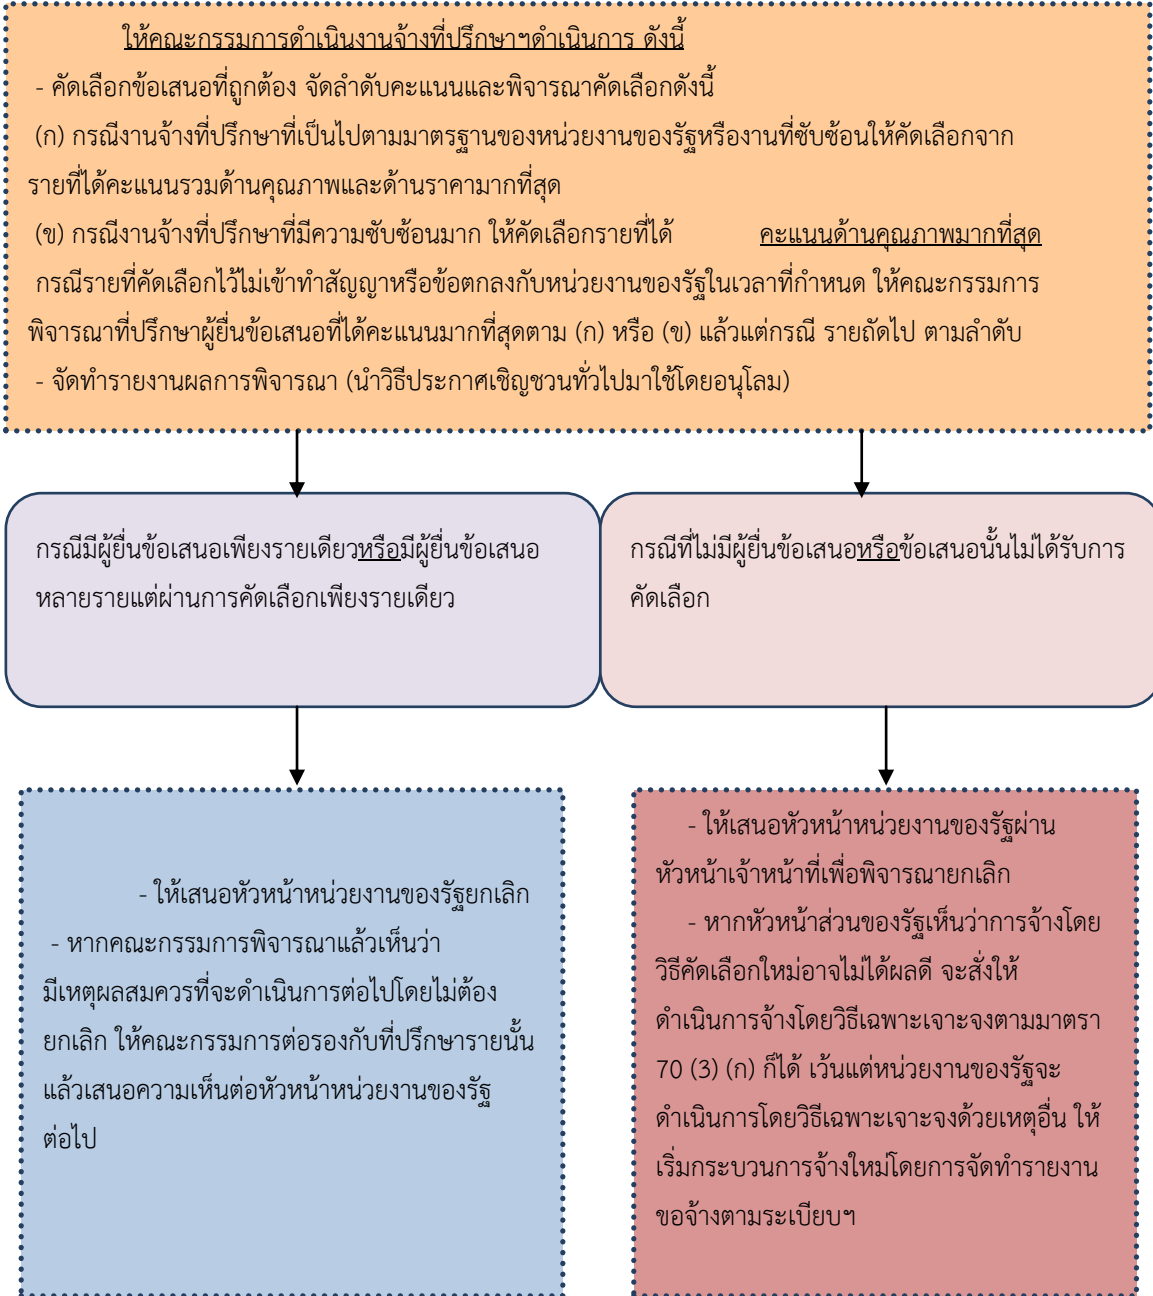 ให้คณะกรรมการดำเนินงานจ้างที่ปรึกษาฯดำเนินการ ดังนี้
- คัดเลือกข้อเสนอที่ถูกต้อง จัดลำดับคะแนนและพิจารณาคัดเลือกดังนี้
(ก) กรณีงานจ้างที่ปรึกษาที่เป็นไปตามมาตรฐานของหน่วยงานของรัฐหรืองานที่ซับซ้อนให้คัดเลือกจาก
รายที่ได้คะแนนรวมด้านคุณภาพและด้านราคามากที่สุด
(ข) กรณีงานจ้างที่ปรึกษาที่มีความซับซ้อนมาก ให้คัดเลือกรายที่ได้ คะแนนด้านคุณภาพมากที่สุด
กรณีรายที่คัดเลือกไว้ไม่เข้าทำสัญญาหรือข้อตกลงกับหน่วยงานของรัฐในเวลาที่กำหนด ให้คณะกรรมการ
พิจารณาที่ปรึกษาผู้ยื่นข้อเสนอที่ได้คะแนนมากที่สุดตาม (ก) หรือ (ข) แล้วแต่กรณี รายถัดไป ตามลำดับ
- จัดทำรายงานผลการพิจารณา (นำวิธีประกาศเชิญชวนทั่วไปมาใช้โดยอนุโลม)
กรณีมีผู้ยื่นข้อเสนอเพียงรายเดียวหรือมีผู้ยื่นข้อเสนอ
หลายรายแต่ผ่านการคัดเลือกเพียงรายเดียว
กรณีที่ไม่มีผู้ยื่นข้อเสนอหรือข้อเสนอนั้นไม่ได้รับการ
คัดเลือก
- ให้เสนอหัวหน้าหน่วยงานของรัฐยกเลิก
- หากคณะกรรมการพิจารณาแล้วเห็นว่า
มีเหตุผลสมควรที่จะดำเนินการต่อไปโดยไม่ต้อง
ยกเลิก ให้คณะกรรมการต่อรองกับที่ปรึกษารายนั้น
แล้วเสนอความเห็นต่อหัวหน้าหน่วยงานของรัฐ
ต่อไป
- ให้เสนอหัวหน้าหน่วยงานของรัฐผ่าน
หัวหน้าเจ้าหน้าที่เพื่อพิจารณายกเลิก
- หากหัวหน้าส่วนของรัฐเห็นว่าการจ้างโดย
วิธีคัดเลือกใหม่อาจไม่ได้ผลดี จะสั่งให้
ดำเนินการจ้างโดยวิธีเฉพาะเจาะจงตามมาตรา
70 (3) (ก) ก็ได้ เว้นแต่หน่วยงานของรัฐจะ
ดำเนินการโดยวิธีเฉพาะเจาะจงด้วยเหตุอื่น ให้
เริ่มกระบวนการจ้างใหม่โดยการจัดทำรายงาน
ขอจ้างตามระเบียบฯ